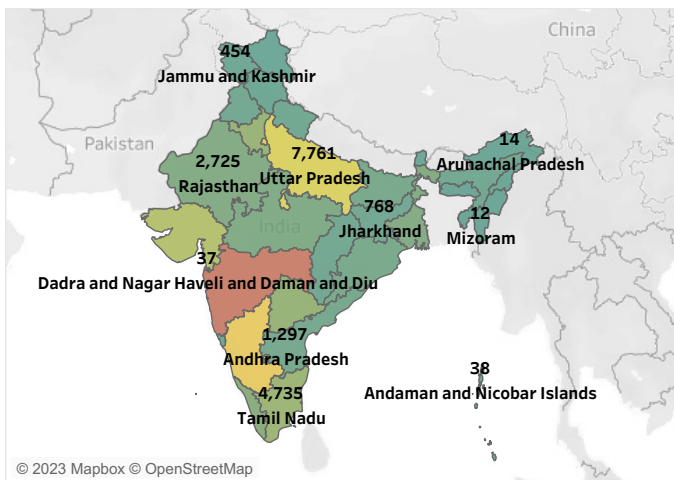 China
454
Jammu and Kashmir
Pakistan
14
Arunachal Pradesh
7,761
Uttar Pradesh
2,725
Rajasthan
768
Jharkhand
12
Mizoram
India
37
Dadra and Nagar Haveli and Daman and Diu
1,297
Andhra Pradesh
38
Andaman and Nicobar Islands
4,735
Tamil Nadu
© 2023 Mapbox © OpenStreetMap